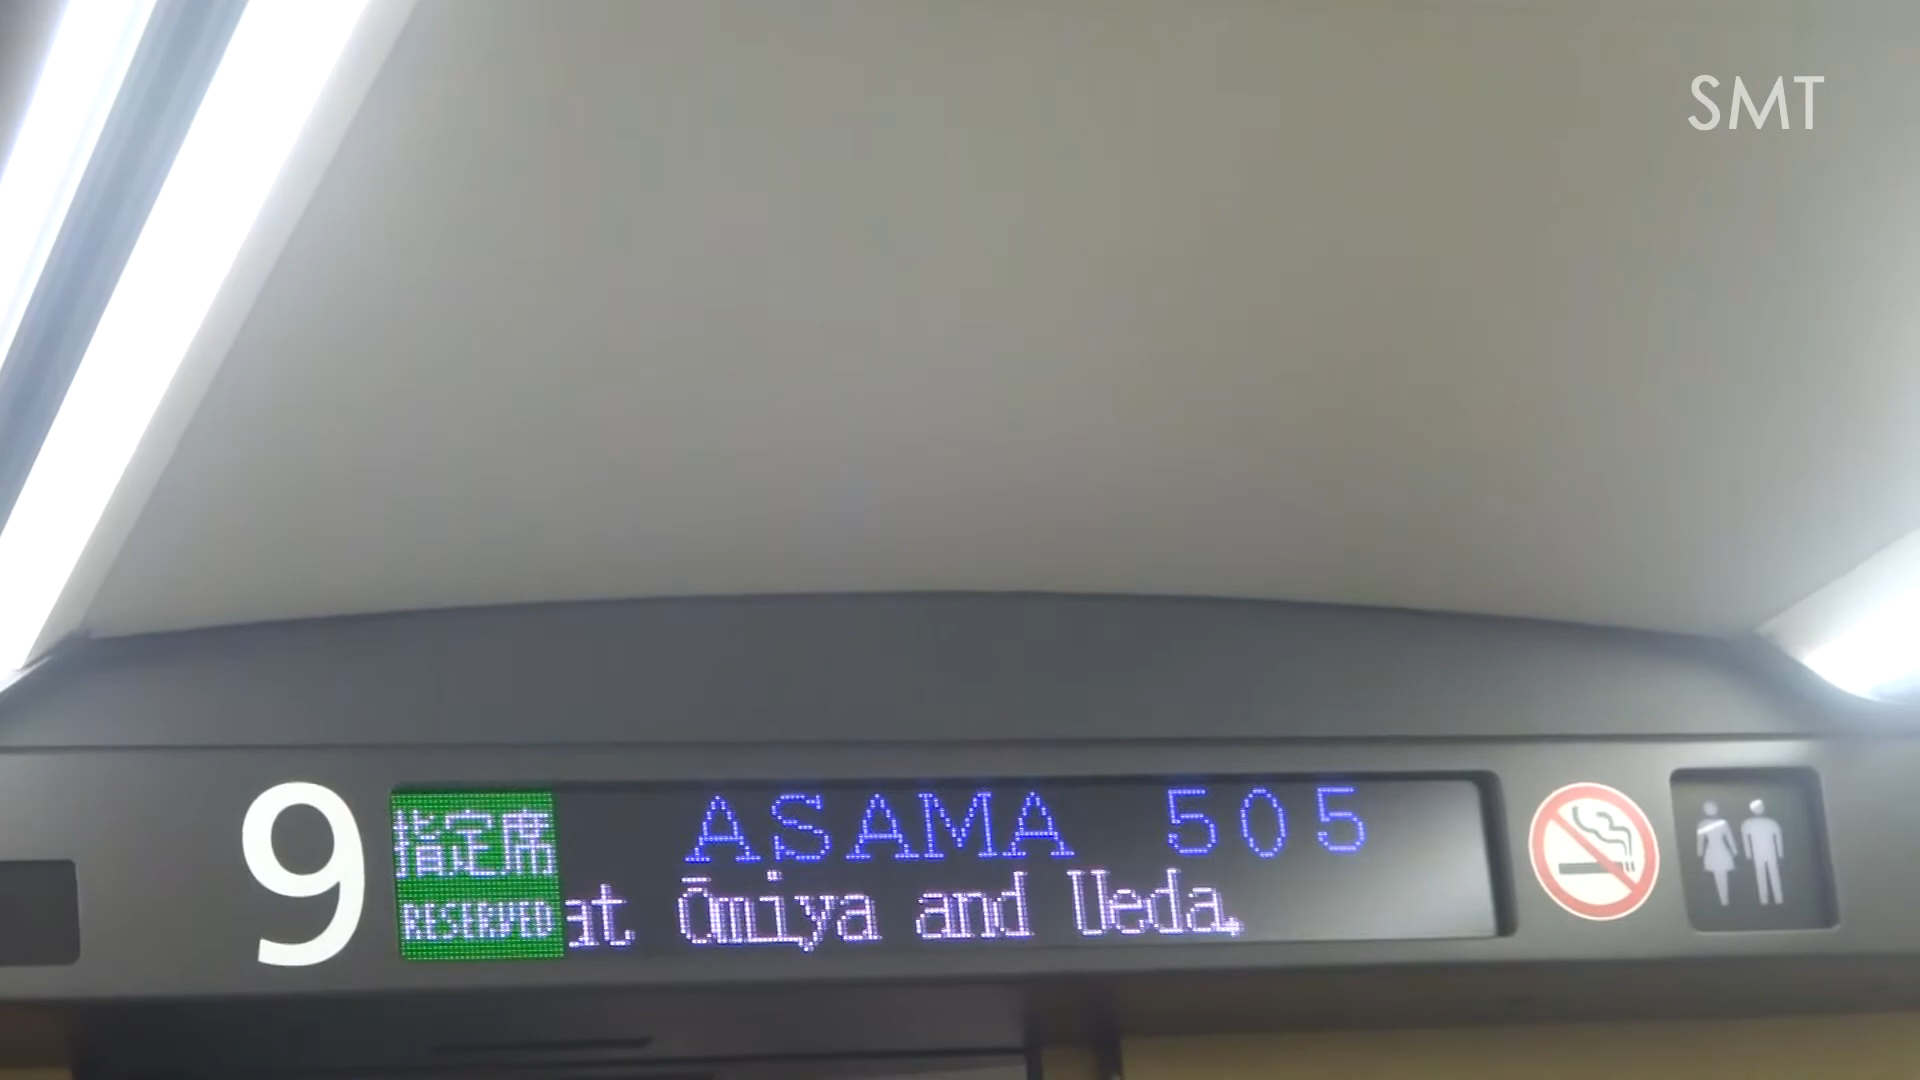 SMT
9
指定席
RESERVED
ASAMA 505
at Ōmiya and Ueda.